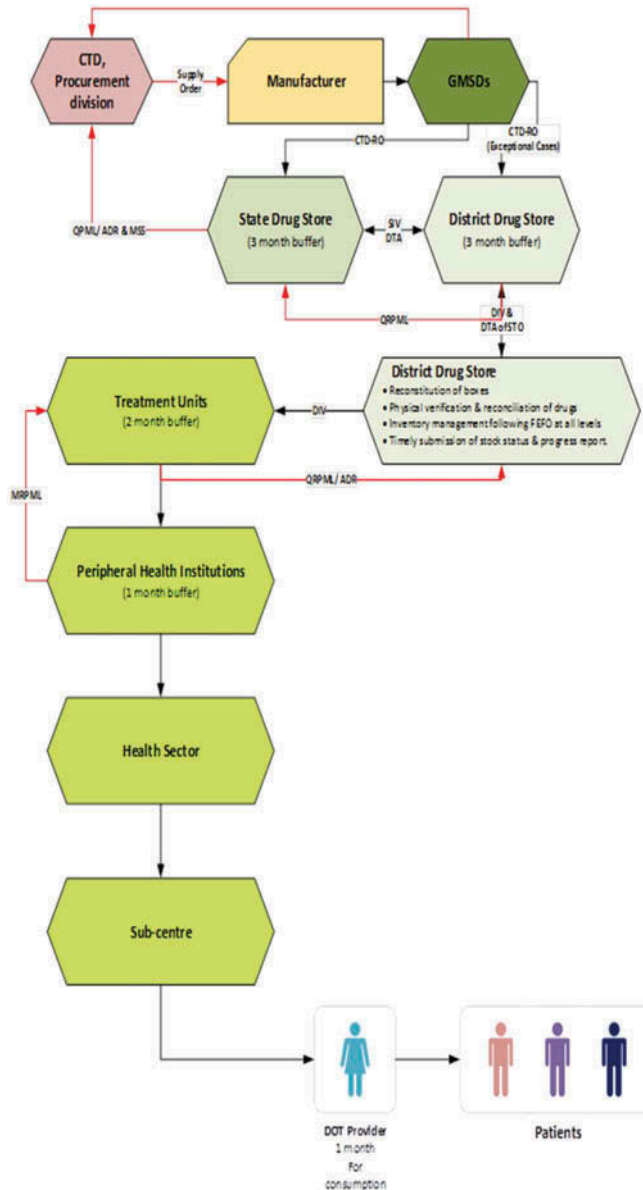 CTD,
Procurement
division
Supply
Order
Manufacturer
GMSDs
CTD-RO
CTD-RO
(Exceptional Cases)
QPML/ ADR & MSS
State Drug Store
(3 month buffer)
SIV
DTA
District Drug Store
(3 month buffer)
QRPML
DIV &
DTA of STO
Treatment Units
(2 month buffer)
DIV
District Drug Store
• Reconstitution of boxes
• Physical verification & reconciliation of drugs
• Inventory management following FEFO at all levels
• Timely submission of stock status & progress report.
MRPML
QRPML/ ADR
Peripheral Health Institutions
(1 month buffer)
Health Sector
Sub-centre
DOT Provider
1 month
For
consumption
Patients